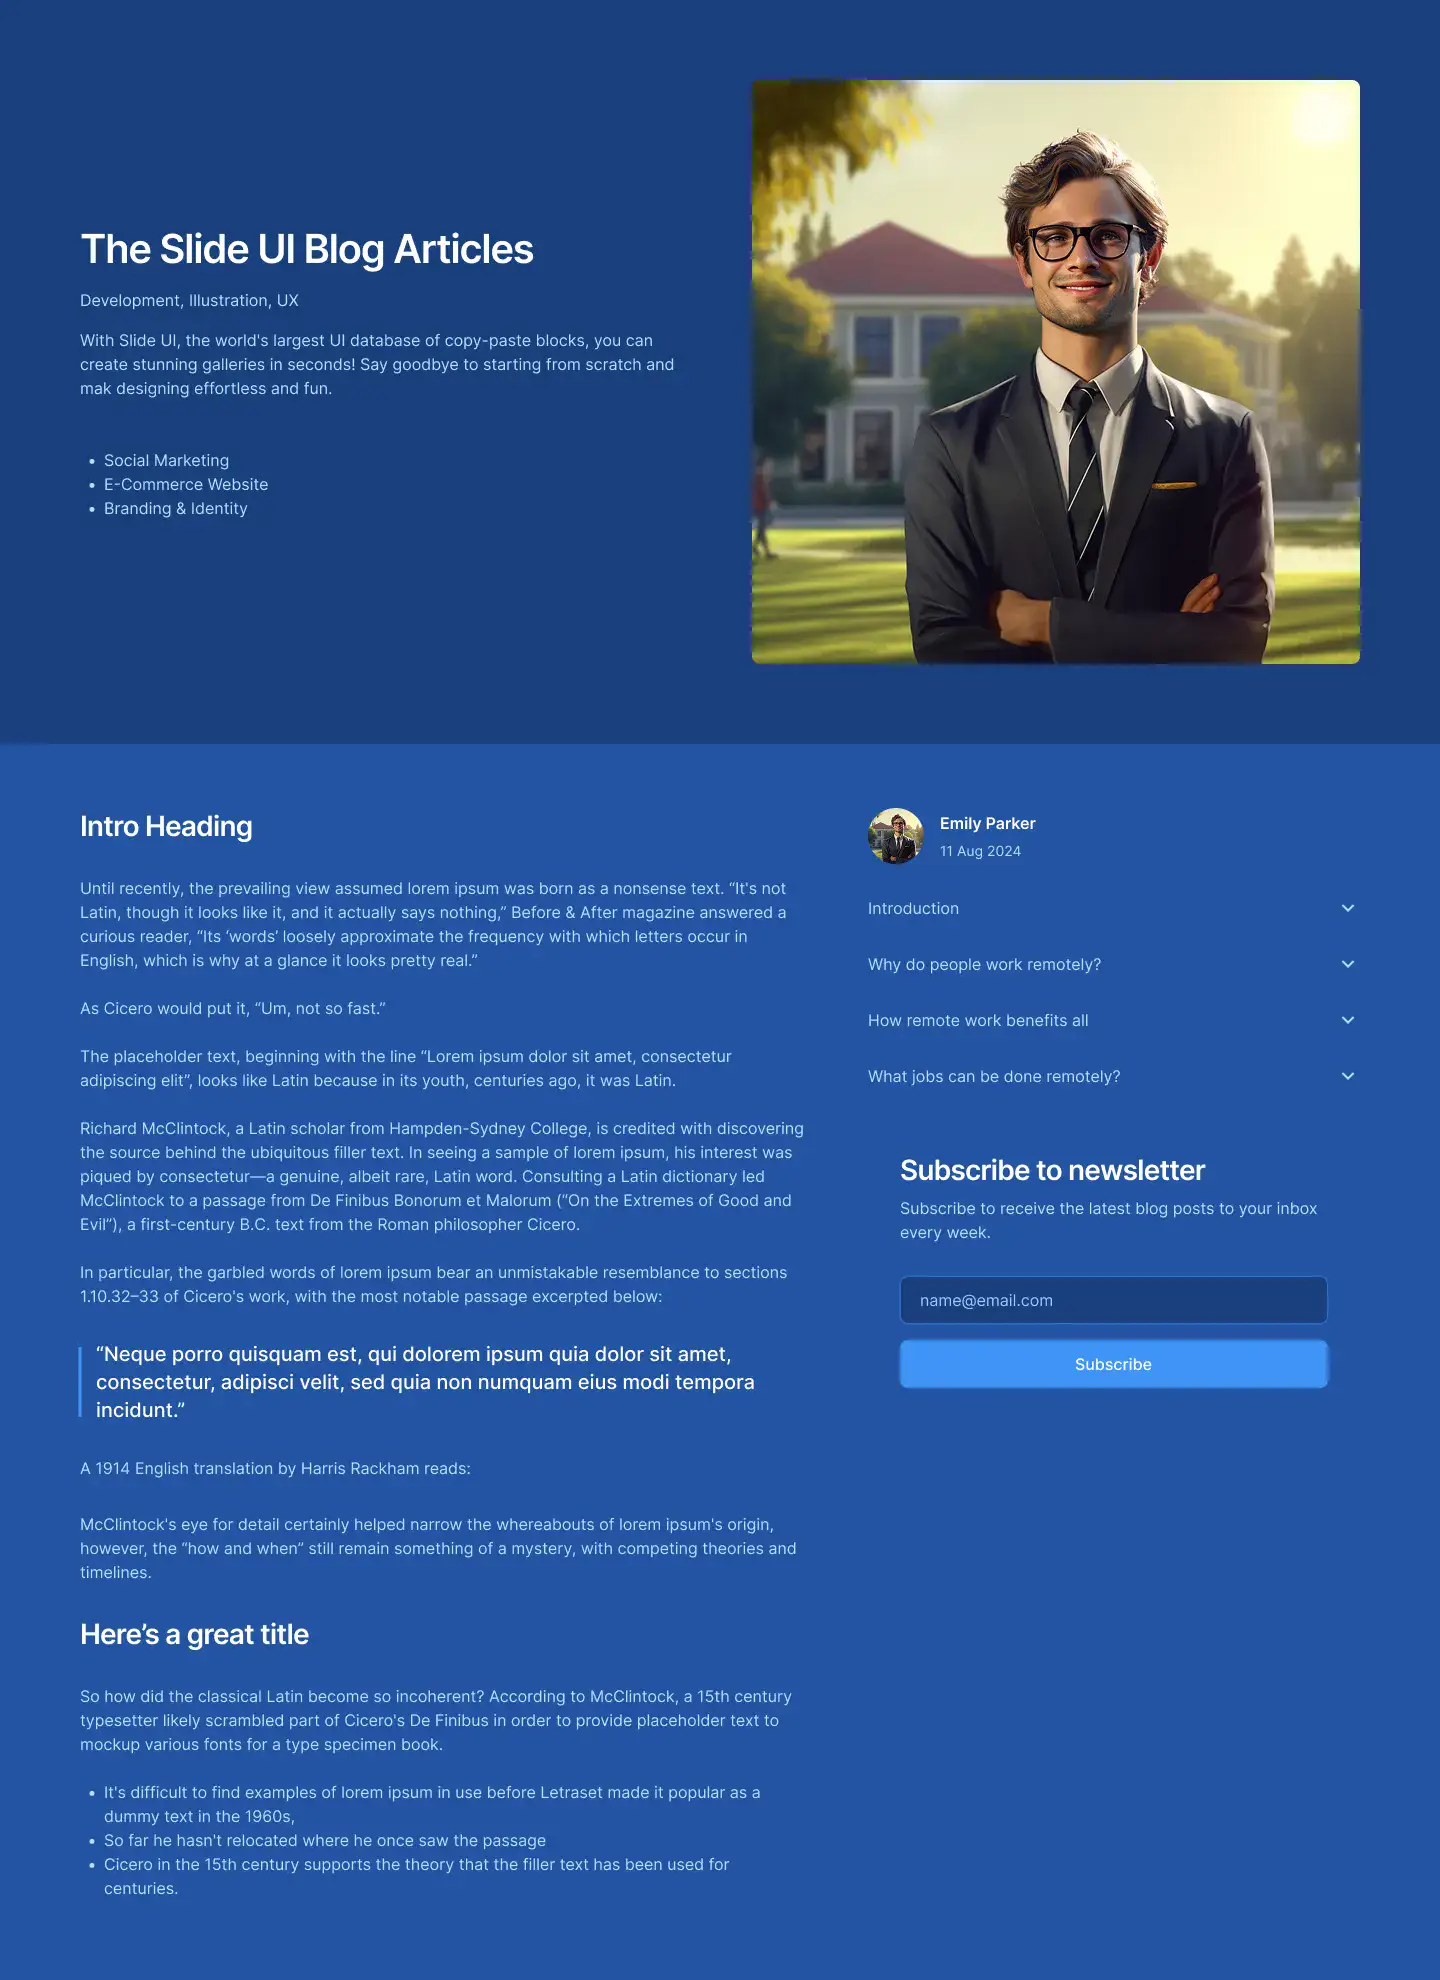 The Slide UI Blog Articles
Development, Illustration, UX
With Slide UI, the world's largest UI database of copy-paste blocks, you can
create stunning galleries in seconds! Say goodbye to starting from scratch and
mak designing effortless and fun.
• Social Marketing
• E-Commerce Website
• Branding & Identity
Intro Heading
Until recently, the prevailing view assumed lorem ipsum was born as a nonsense text. “It's not
Latin, though it looks like it, and it actually says nothing,” Before & After magazine answered a
curious reader, “Its ‘words’ loosely approximate the frequency with which letters occur in
English, which is why at a glance it looks pretty real.”
As Cicero would put it, “Um, not so fast.”
The placeholder text, beginning with the line “Lorem ipsum dolor sit amet, consectetur
adipiscing elit”, looks like Latin because in its youth, centuries ago, it was Latin.
Richard McClintock, a Latin scholar from Hampden-Sydney College, is credited with discovering
the source behind the ubiquitous filler text. In seeing a sample of lorem ipsum, his interest was
piqued by consectetur—a genuine, albeit rare, Latin word. Consulting a Latin dictionary led
McClintock to a passage from De Finibus Bonorum et Malorum (“On the Extremes of Good and
Evil”), a first-century B.C. text from the Roman philosopher Cicero.
In particular, the garbled words of lorem ipsum bear an unmistakable resemblance to sections
1.10.32–33 of Cicero's work, with the most notable passage excerpted below:
“Neque porro quisquam est, qui dolorem ipsum quia dolor sit amet,
consectetur, adipisci velit, sed quia non numquam eius modi tempora
incidunt.”
A 1914 English translation by Harris Rackham reads:
McClintock's eye for detail certainly helped narrow the whereabouts of lorem ipsum's origin,
however, the “how and when” still remain something of a mystery, with competing theories and
timelines.
Here’s a great title
So how did the classical Latin become so incoherent? According to McClintock, a 15th century
typesetter likely scrambled part of Cicero's De Finibus in order to provide placeholder text to
mockup various fonts for a type specimen book.
• It's difficult to find examples of lorem ipsum in use before Letraset made it popular as a
dummy text in the 1960s,
• So far he hasn't relocated where he once saw the passage
• Cicero in the 15th century supports the theory that the filler text has been used for
centuries.
Emily Parker
11 Aug 2024
Introduction
Why do people work remotely?
How remote work benefits all
What jobs can be done remotely?
Subscribe to newsletter
Subscribe to receive the latest blog posts to your inbox
every week.
name@email.com
Subscribe